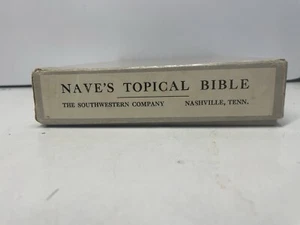 NAVE'S TOPICAL BIBLE
THE SOUTHWESTERN COMPANY NASHVILLE, TENN.